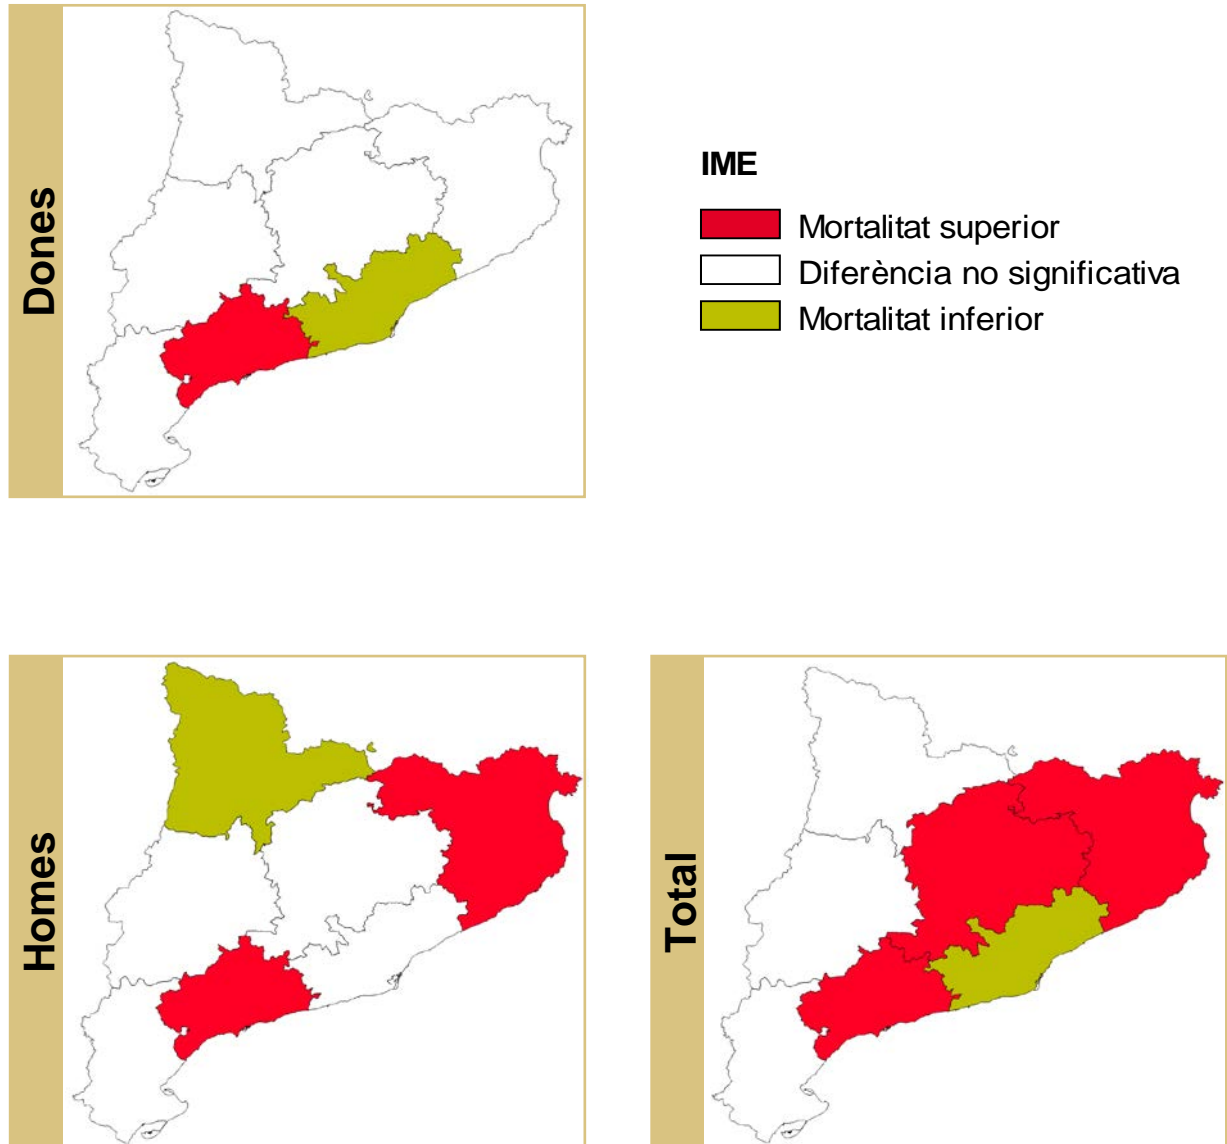 Dones
IME
Mortalitat superior
Diferència no significativa
Mortalitat inferior
Homes
Total